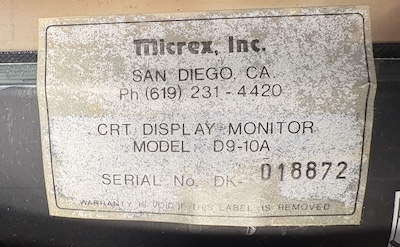 Micrex, Inc.
SAN DIEGO, CA.
Ph (619) 231-4420
CRT DISPLAY MONITOR
MODEL D9-10A
SERIAL No. DK- 018872
WARRANTY IS VOID IF THIS LABEL IS REMOVED